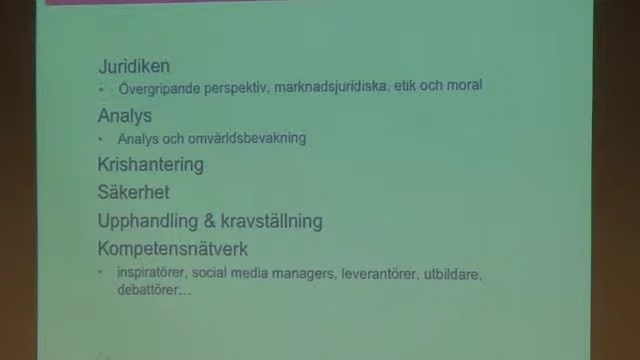 Juridiken
• Övergripande perspektiv, marknadsjuridiska, etik och moral
Analys
• Analys och omvärldsbevakning
Krishantering
Säkerhet
Upphandling & kravställning
Kompetensnätverk
• inspiratörer, social media managers, leverantörer, utbildare,
debattörer…